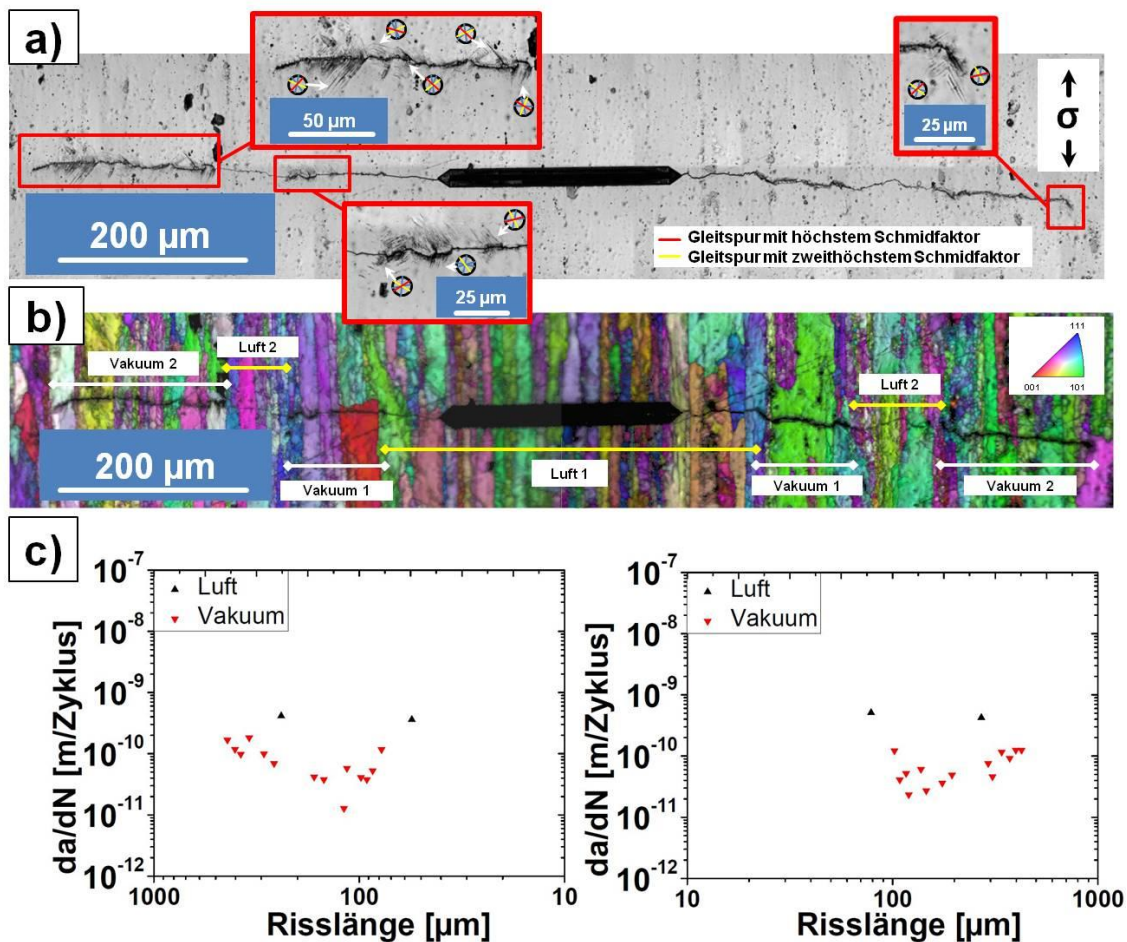 a)
50 µm
25 µm
σ
200 µm
25 µm
Gleitspur mit höchstem Schmidfaktor
Gleitspur mit zweithöchstem Schmidfaktor
b)
Vakuum 2
Luft 2
111
001
101
Luft 2
200 µm
Vakuum 1
Luft 1
Vakuum 1
Vakuum 2
c)
da/dN [m/Zyklus]
10-7
10-8
10-9
10-10
10-11
10-12
Luft
Vakuum
1000
100
10
Risslänge [µm]
da/dN [m/Zyklus]
10-7
10-8
10-9
10-10
10-11
10-12
Luft
Vakuum
10
100
1000
Risslänge [µm]